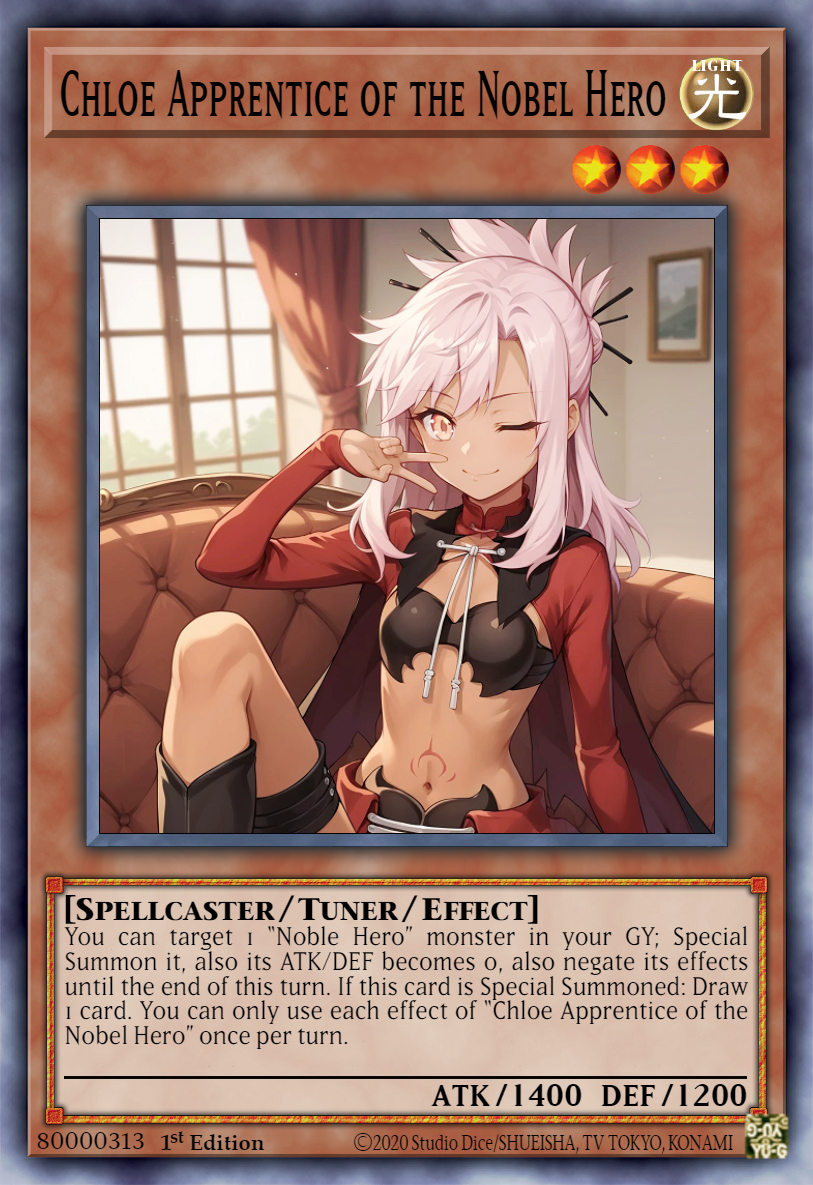 Chloe Apprentice of the Nobel Hero
LIGHT
光
[Spellcaster/Tuner/Effect]
You can target 1 "Noble Hero" monster in your GY; Special
Summon it, also its ATK/DEF becomes 0, also negate its effects
until the end of this turn. If this card is Special Summoned: Draw
1 card. You can only use each effect of "Chloe Apprentice of the
Nobel Hero" once per turn.
ATK/1400 DEF/1200
80000313 1st Edition ©2020 Studio Dice/SHUEISHA, TV TOKYO, KONAMI